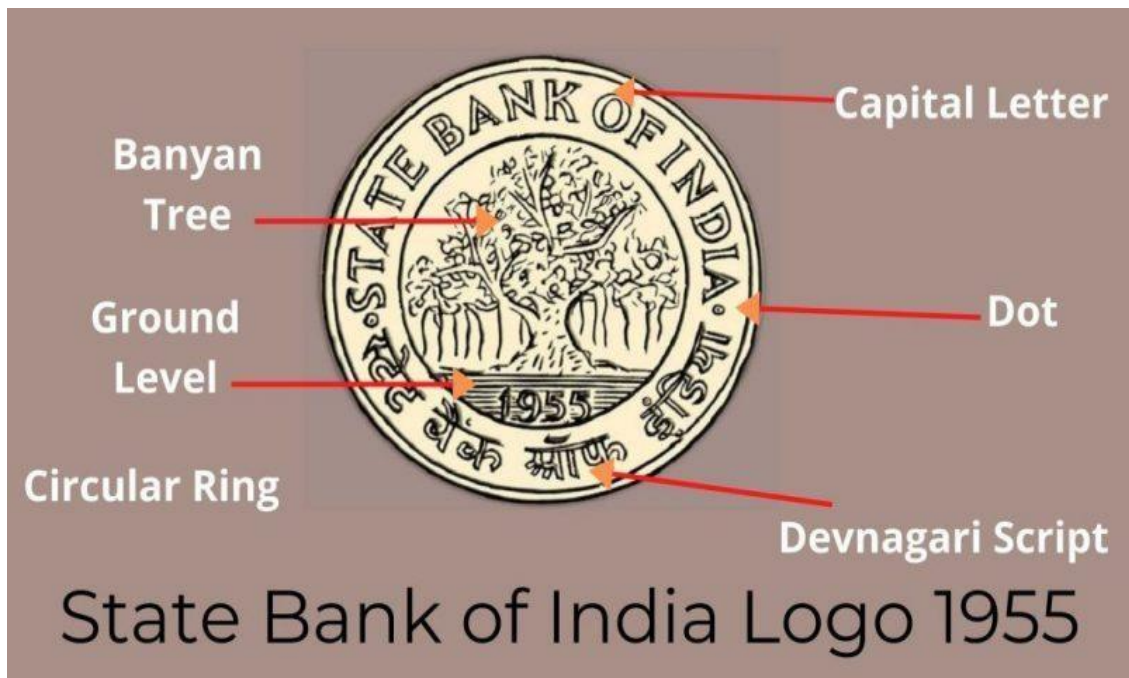 STATE BANK OF INDIA
Capital Letter
Banyan
Tree
Ground
Level
Dot
1955
स्टेट बैंक ऑफ इंडिया
Circular Ring
Devnagari Script
State Bank of India Logo 1955